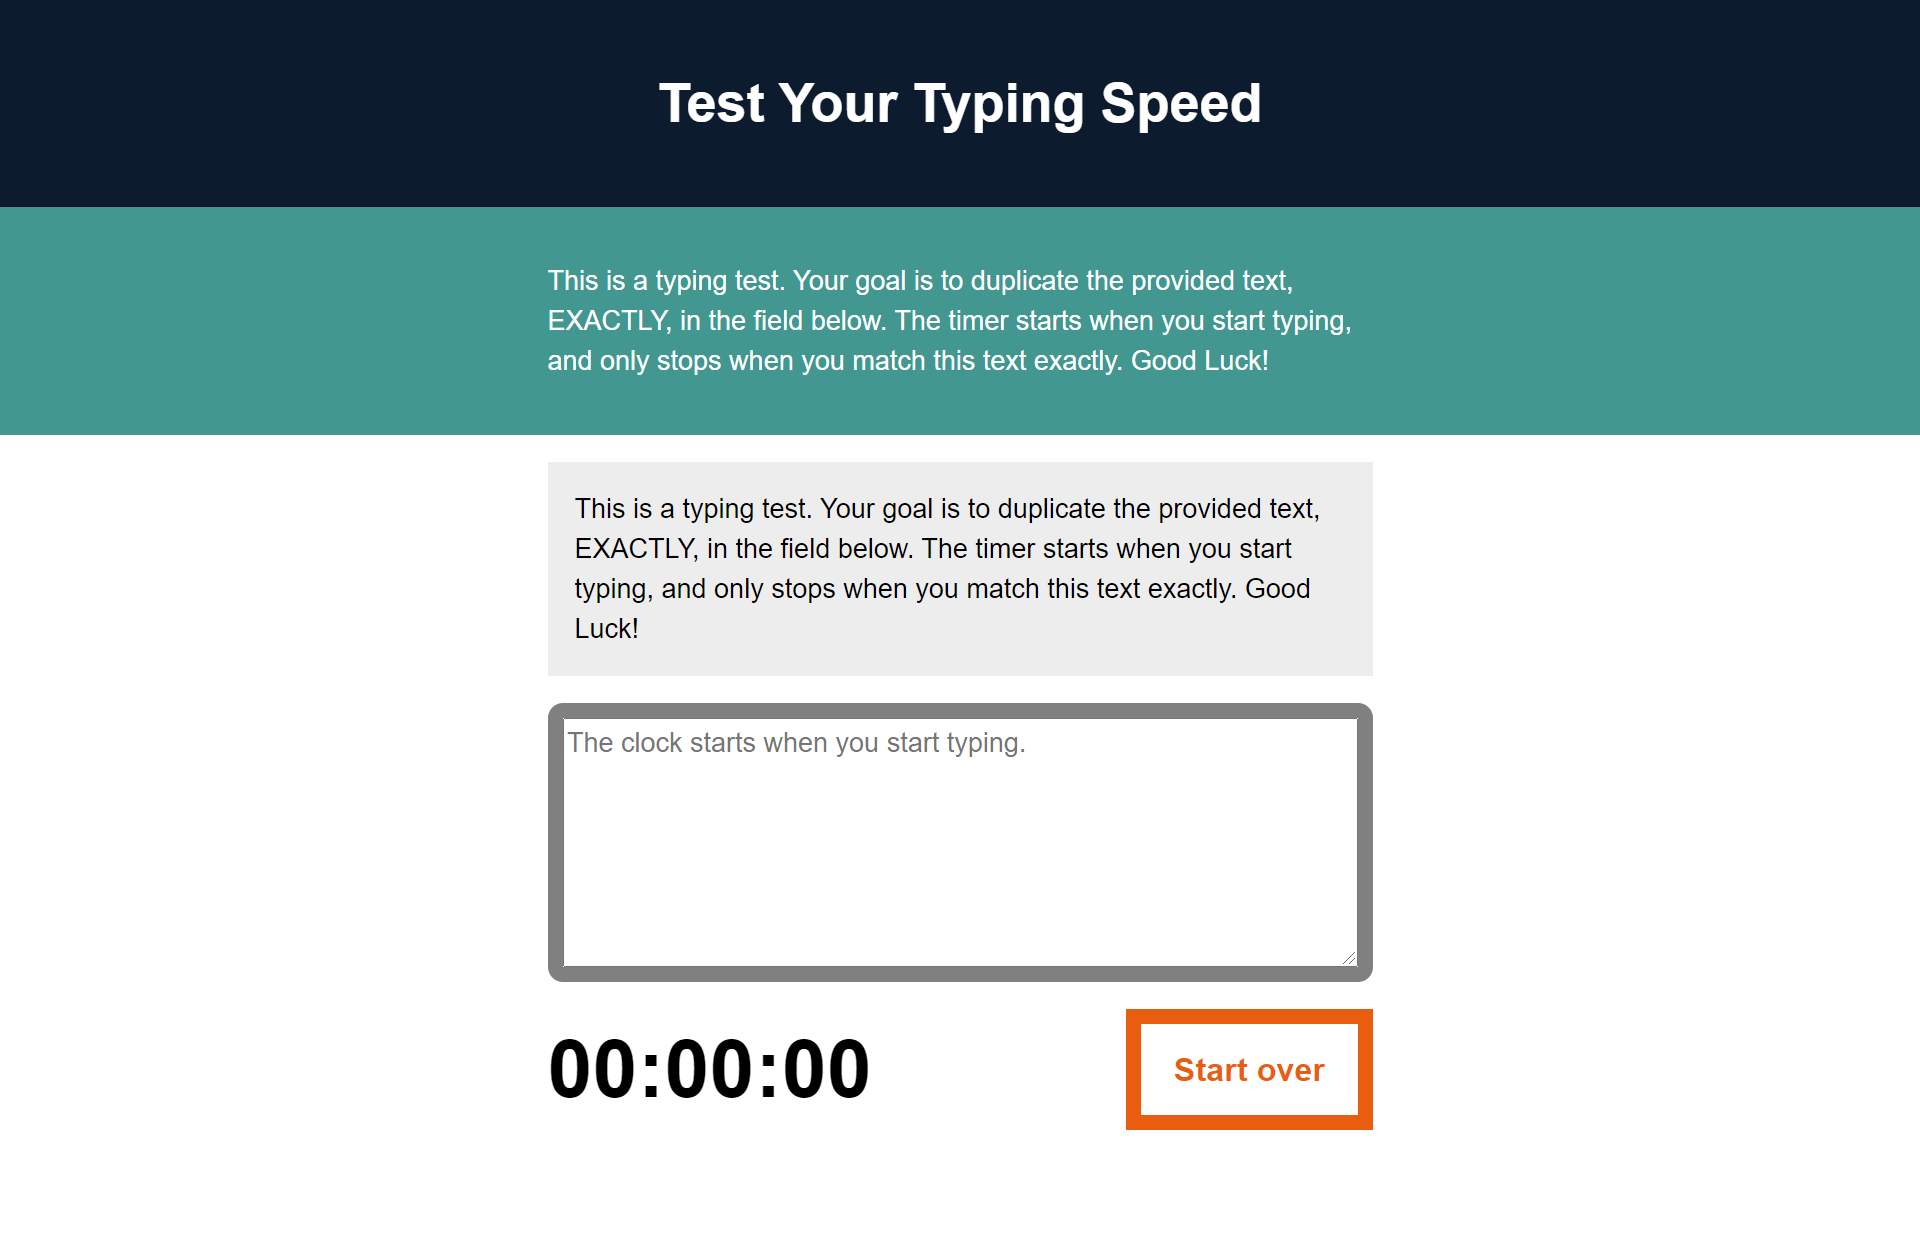 Test Your Typing Speed
This is a typing test. Your goal is to duplicate the provided text,
EXACTLY, in the field below. The timer starts when you start typing,
and only stops when you match this text exactly. Good Luck!
This is a typing test. Your goal is to duplicate the provided text,
EXACTLY, in the field below. The timer starts when you start
typing, and only stops when you match this text exactly. Good
Luck!
The clock starts when you start typing.
00:00:00
Start over